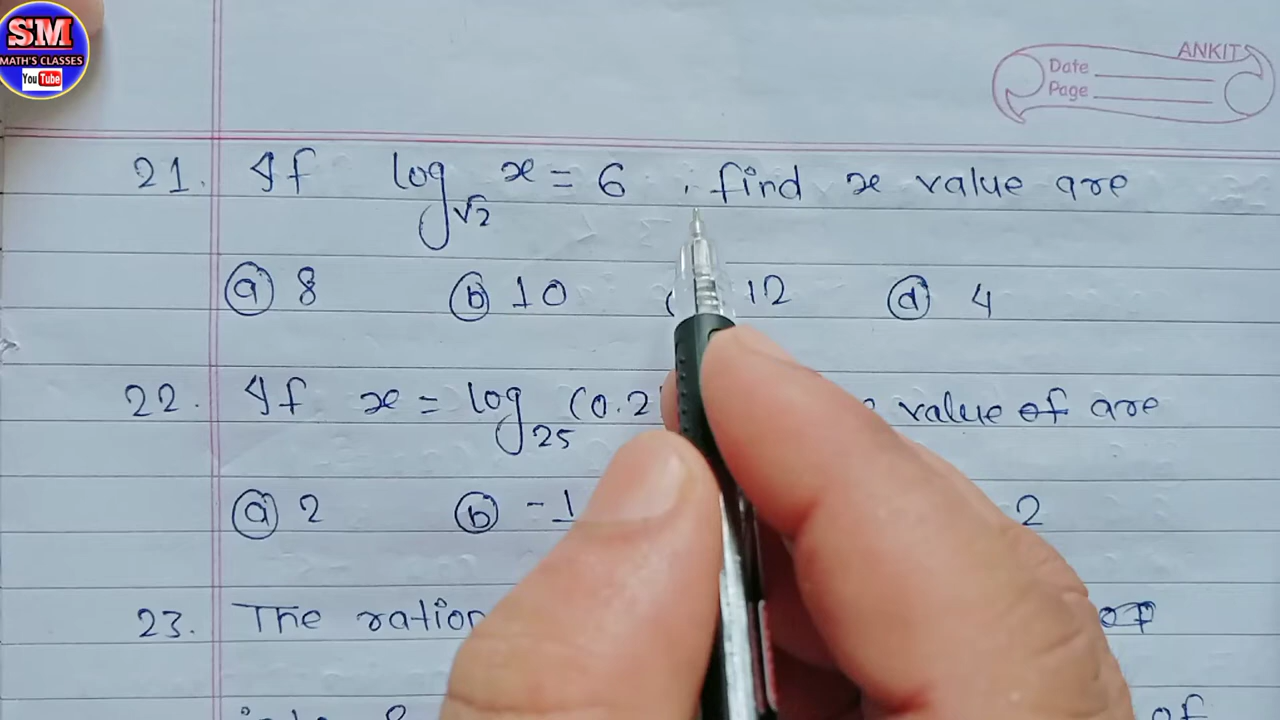 SM
MATH'S CLASSES
YouTube
ANKIT
Date
Page
21. If log√2 x = 6, find x value are
(a) 8 (b) 10 12 (d) 4
22. If x = log25 (0.2 value of are
(a) 2 (b) -1 2
23. The
of